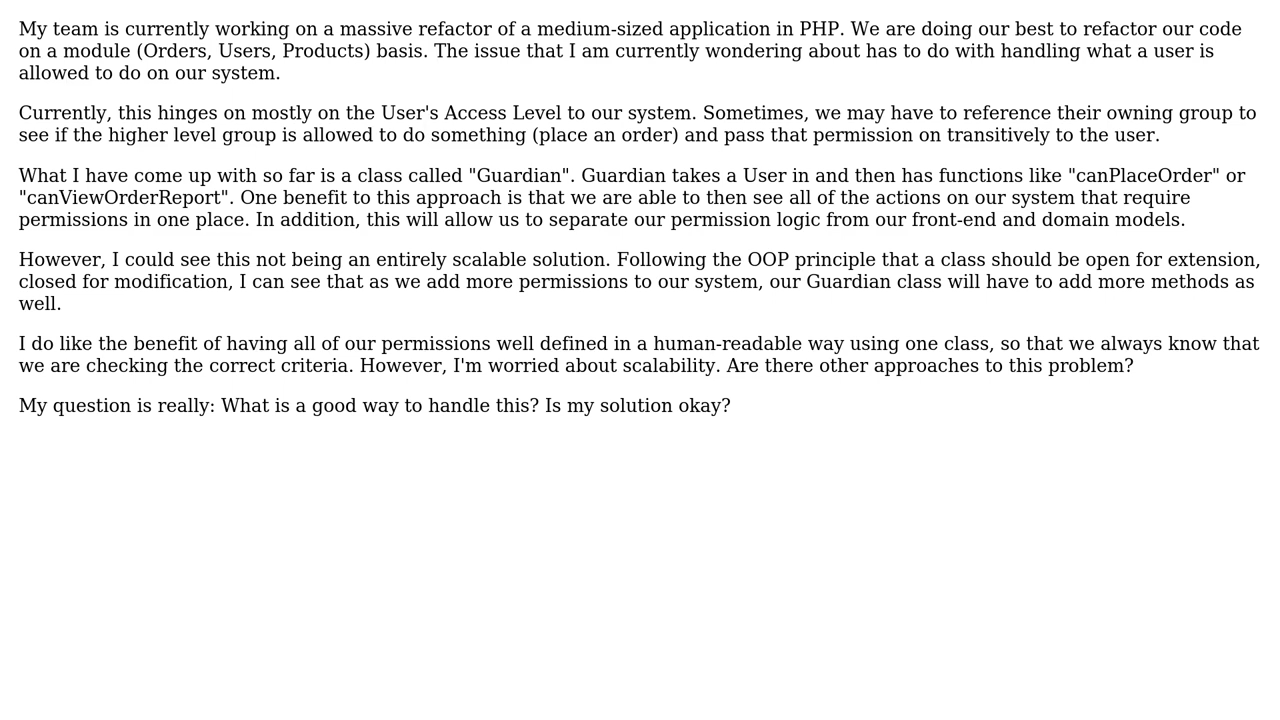 My team is currently working on a massive refactor of a medium-sized application in PHP. We are doing our best to refactor our code
on a module (Orders, Users, Products) basis. The issue that I am currently wondering about has to do with handling what a user is
allowed to do on our system.
Currently, this hinges on mostly on the User's Access Level to our system. Sometimes, we may have to reference their owning group to
see if the higher level group is allowed to do something (place an order) and pass that permission on transitively to the user.
What I have come up with so far is a class called "Guardian". Guardian takes a User in and then has functions like "canPlaceOrder" or
"canViewOrderReport". One benefit to this approach is that we are able to then see all of the actions on our system that require
permissions in one place. In addition, this will allow us to separate our permission logic from our front-end and domain models.
However, I could see this not being an entirely scalable solution. Following the OOP principle that a class should be open for extension,
closed for modification, I can see that as we add more permissions to our system, our Guardian class will have to add more methods as
well.
I do like the benefit of having all of our permissions well defined in a human-readable way using one class, so that we always know that
we are checking the correct criteria. However, I'm worried about scalability. Are there other approaches to this problem?
My question is really: What is a good way to handle this? Is my solution okay?